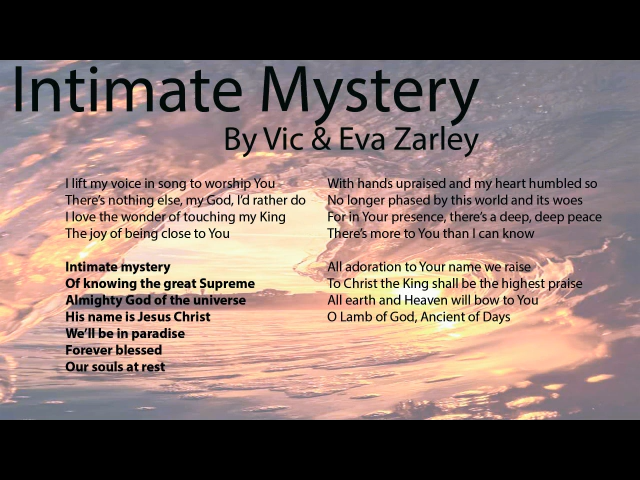 Intimate Mystery
By Vic & Eva Zarley
I lift my voice in song to worship You
There's nothing else, my God, I'd rather do
I love the wonder of touching my King
The joy of being close to You
Intimate mystery
Of knowing the great Supreme
Almighty God of the universe
His name is Jesus Christ
We'll be in paradise
Forever blessed
Our souls at rest
With hands upraised and my heart humbled so
No longer phased by this world and its woes
For in Your presence, there's a deep, deep peace
There's more to You than I can know
All adoration to Your name we raise
To Christ the King shall be the highest praise
All earth and Heaven will bow to You
O Lamb of God, Ancient of Days